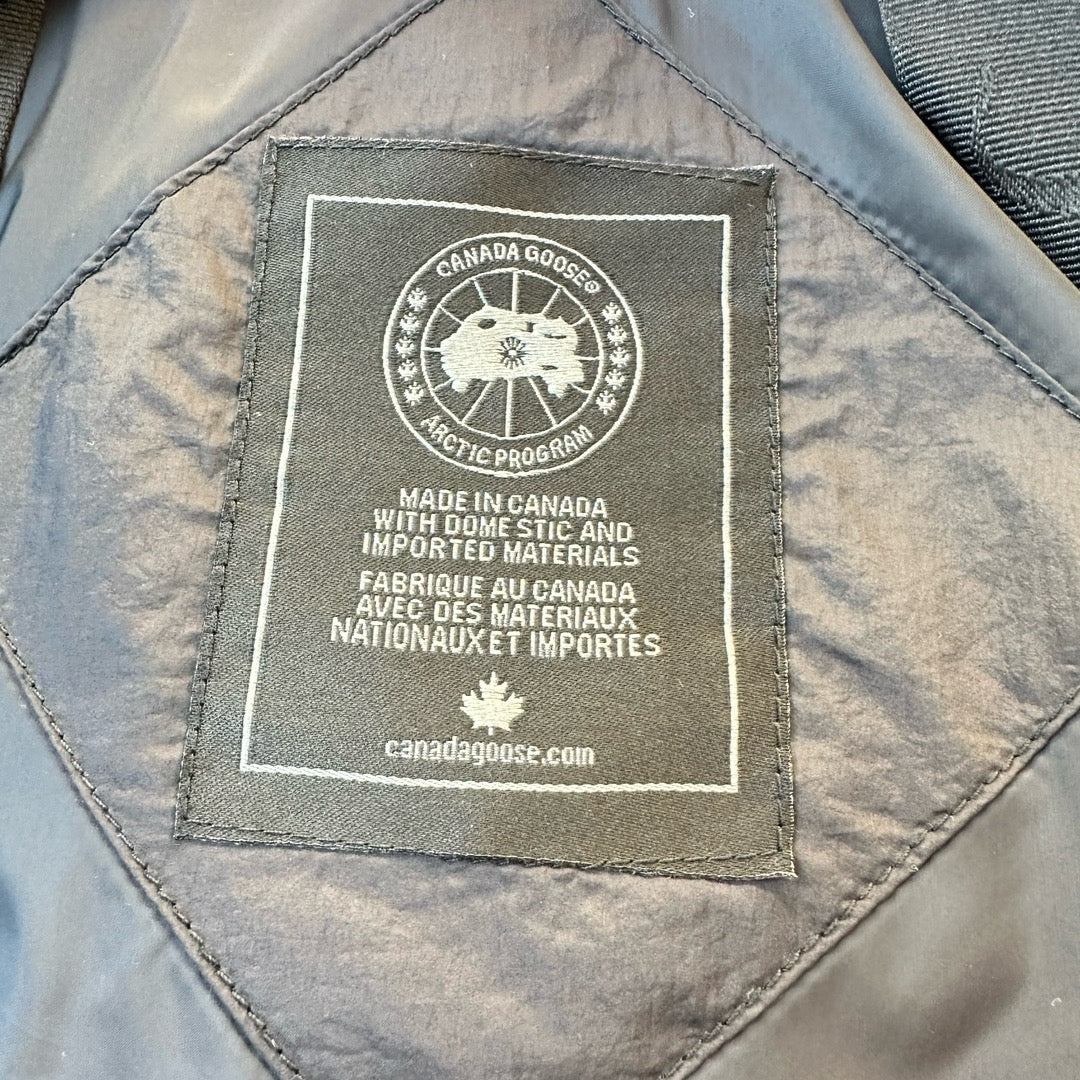 CANADA GOOSE®
ARCTIC PROGRAM
MADE IN CANADA
WITH DOMESTIC AND
IMPORTED MATERIALS
FABRIQUE AU CANADA
AVEC DES MATERIAUX
NATIONAUX ET IMPORTES
canadagoose.com